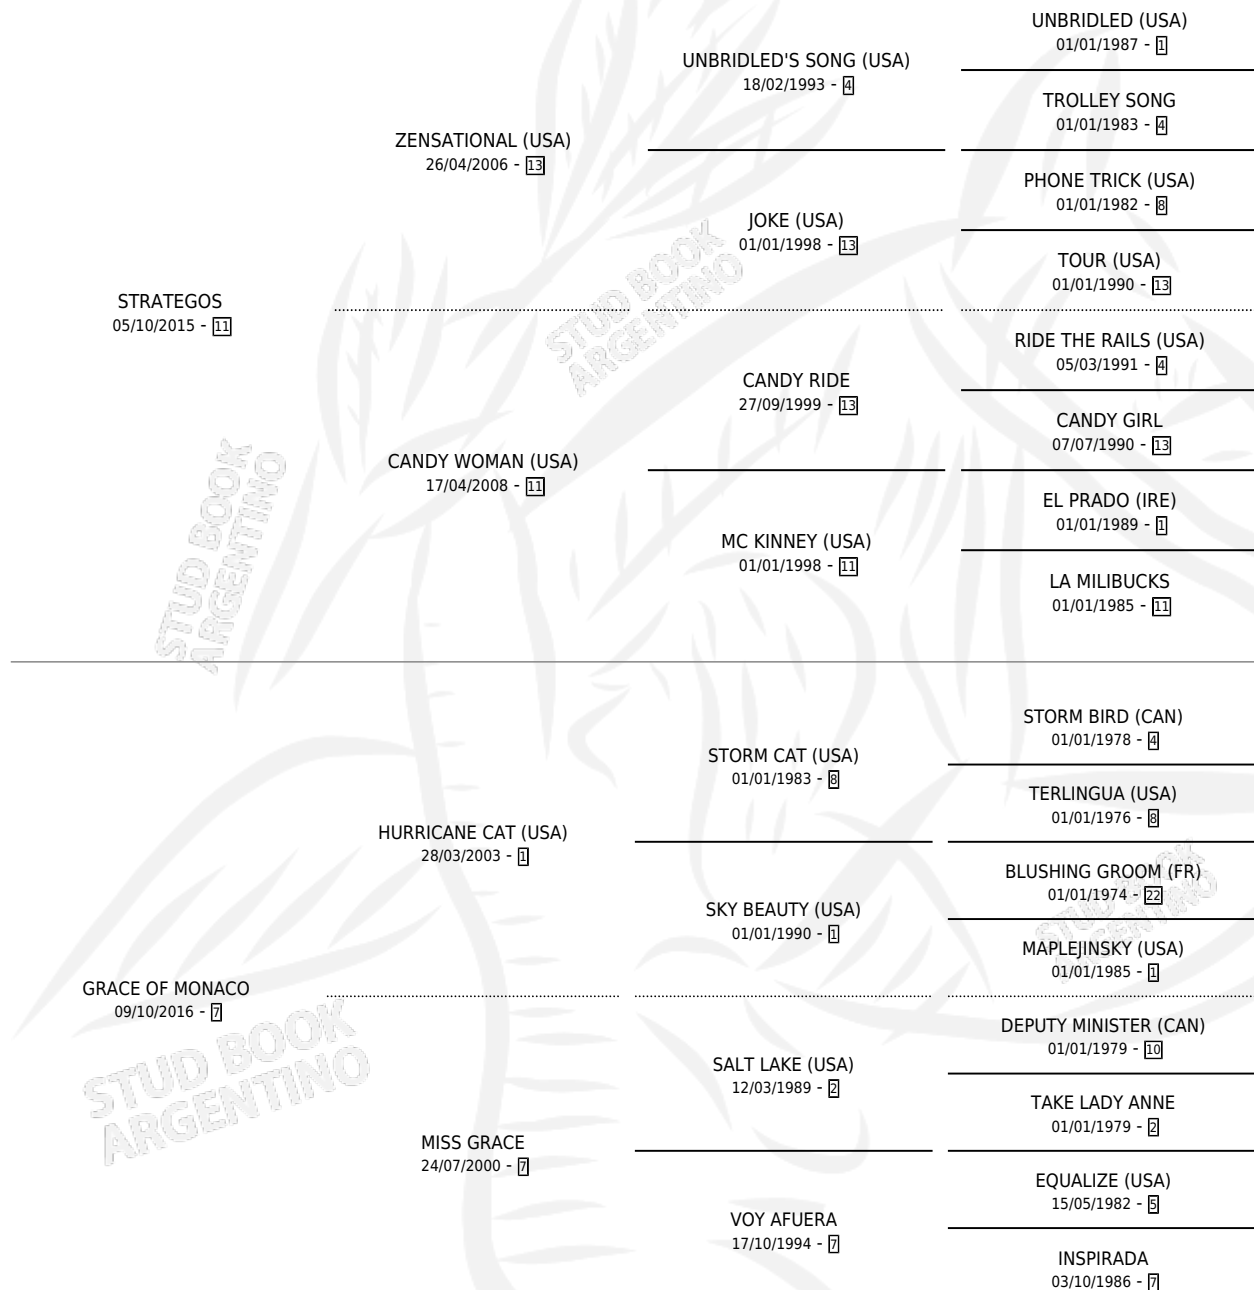 STRATEGOS
05/10/2015 - 11
ZENSATIONAL (USA)
26/04/2006 - 13
CANDY WOMAN (USA)
17/04/2008 - 11
UNBRIDLED'S SONG (USA)
18/02/1993 - 4
JOKE (USA)
01/01/1998 - 13
CANDY RIDE
27/09/1999 - 13
MC KINNEY (USA)
01/01/1998 - 11
UNBRIDLED (USA)
01/01/1987 - 1
TROLLEY SONG
01/01/1983 - 4
PHONE TRICK (USA)
01/01/1982 - 8
TOUR (USA)
01/01/1990 - 13
RIDE THE RAILS (USA)
05/03/1991 - 4
CANDY GIRL
07/07/1990 - 13
EL PRADO (IRE)
01/01/1989 - 1
LA MILIBUCKS
01/01/1985 - 11
GRACE OF MONACO
09/10/2016 - 7
HURRICANE CAT (USA)
28/03/2003 - 1
MISS GRACE
24/07/2000 - 7
STORM CAT (USA)
01/01/1983 - 8
SKY BEAUTY (USA)
01/01/1990 - 1
SALT LAKE (USA)
12/03/1989 - 2
VOY AFUERA
17/10/1994 - 7
STORM BIRD (CAN)
01/01/1978 - 4
TERLINGUA (USA)
01/01/1976 - 8
BLUSHING GROOM (FR)
01/01/1974 - 22
MAPLEJINSKY (USA)
01/01/1985 - 1
DEPUTY MINISTER (CAN)
01/01/1979 - 10
TAKE LADY ANNE
01/01/1979 - 2
EQUALIZE (USA)
15/05/1982 - 5
INSPIRADA
03/10/1986 - 7
STUD BOOK
ARGENTINO
STUD BOOK
ARGENTINO
STUD BOOK
ARGENTINO
STUD BOOK
ARGENTINO